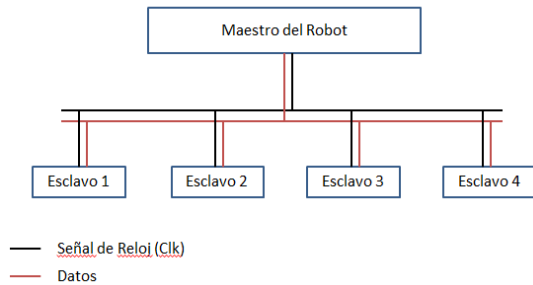 Maestro del Robot
Esclavo 1 Esclavo 2 Esclavo 3 Esclavo 4
Señal de Reloj (Clk)
Datos